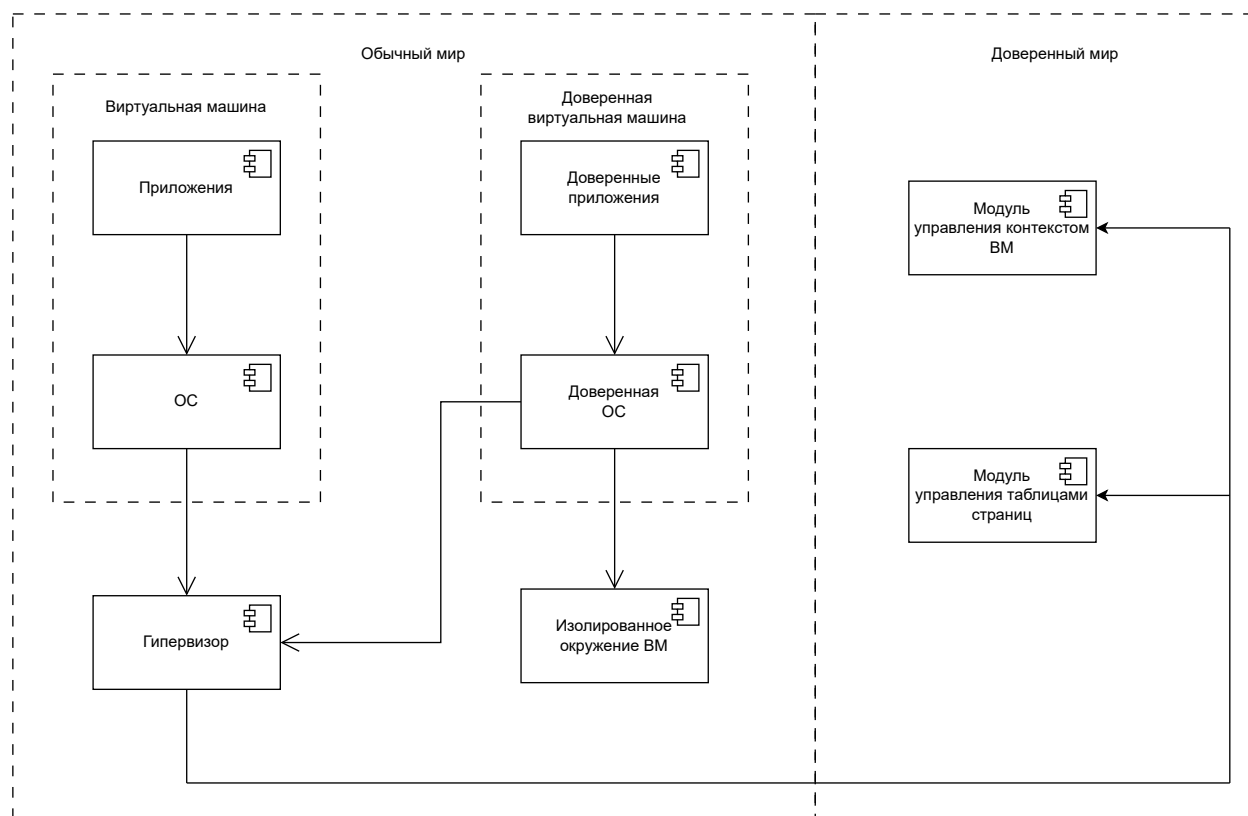 Обычный мир
Доверенный мир
Виртуальная машина
Доверенная
виртуальная машина
Приложения
Доверенные
приложения
Модуль
управления контекстом
ВМ
ОС
Доверенная
ОС
Модуль
управления таблицами
страниц
Гипервизор
Изолированное
окружение ВМ